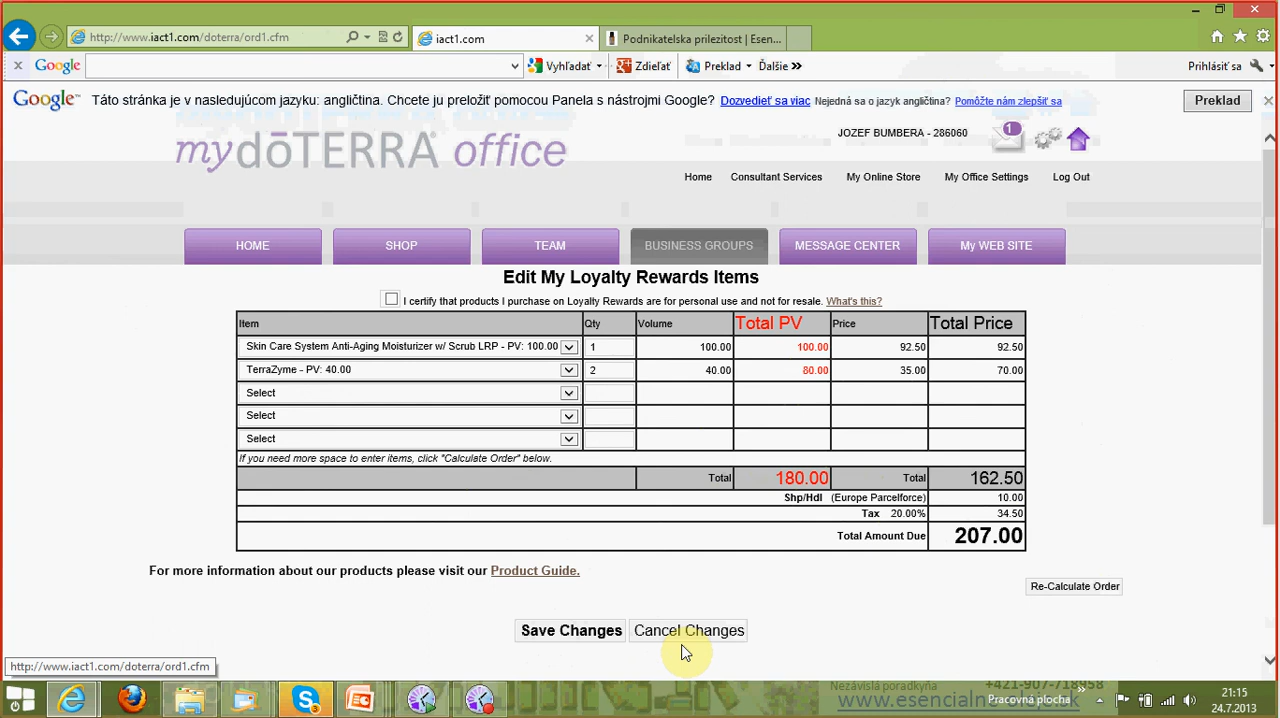 http://www.iact1.com/doterra/ord1.cfm
iact1.com
Podnikatelska prilezitost | Esen...
Google
Vyhľadať
Zdieľať
Preklad
Ďalšie »
Prihlásiť sa
Google™ Táto stránka je v nasledujúcom jazyku: angličtina. Chcete ju preložiť pomocou Panela s nástrojmi Google? Dozvedieť sa viac Nejedná sa o jazyk angličtina? Pomôžte nám zlepšiť sa
Preklad
JOZEF BUMBERA - 286060
1
mydōTERRA office
Home Consultant Services My Online Store My Office Settings Log Out
HOME SHOP TEAM BUSINESS GROUPS MESSAGE CENTER My WEB SITE
Edit My Loyalty Rewards Items
I certify that products I purchase on Loyalty Rewards are for personal use and not for resale. What's this?
Item Qty Volume Total PV Price Total Price
Skin Care System Anti-Aging Moisturizer w/ Scrub LRP - PV: 100.00 1 100.00 100.00 92.50 92.50
TerraZyme - PV: 40.00 2 40.00 80.00 35.00 70.00
Select
Select
Select
If you need more space to enter items, click "Calculate Order" below.
Total 180.00 Total 162.50
Shp/Hdl (Europe Parcelforce) 10.00
Tax 20.00% 34.50
Total Amount Due 207.00
For more information about our products please visit our Product Guide.
Re-Calculate Order
Save Changes Cancel Changes
http://www.iact1.com/doterra/ord1.cfm
Nezávislá poradkyňa
+421-907-718958
Pracovná plocha »
21:15
24.7.2013